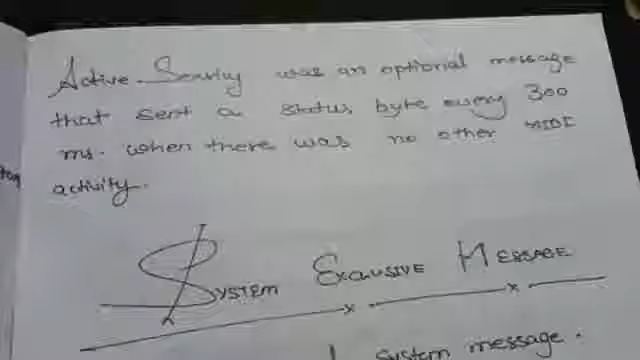 Active Sensing was an optional message
that sent a status byte every 300
ms. when there was no other MIDI
activity.
System Exclusive Message
system message.